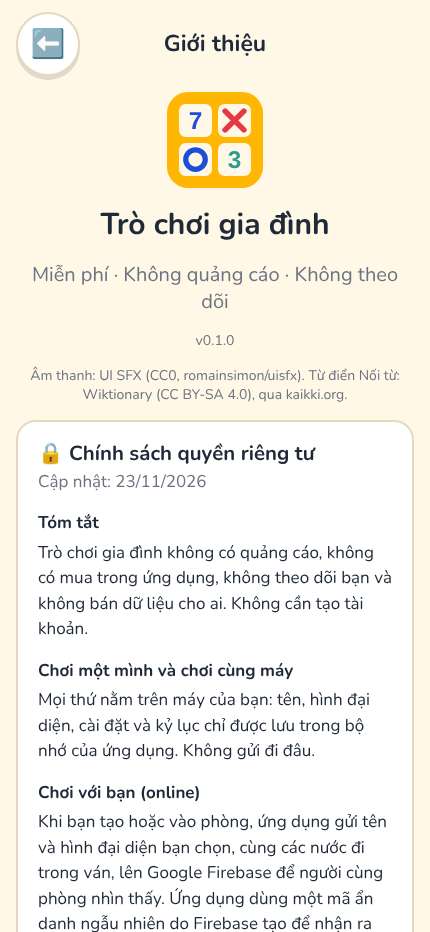 Giới thiệu
7
3
Trò chơi gia đình
Miễn phí · Không quảng cáo · Không theo
dõi
v0.1.0
Âm thanh: UI SFX (CC0, romainsimon/uisfx). Từ điển Nối từ:
Wiktionary (CC BY-SA 4.0), qua kaikki.org.
🔒 Chính sách quyền riêng tư
Cập nhật: 23/11/2026
Tóm tắt
Trò chơi gia đình không có quảng cáo, không
có mua trong ứng dụng, không theo dõi bạn và
không bán dữ liệu cho ai. Không cần tạo tài
khoản.
Chơi một mình và chơi cùng máy
Mọi thứ nằm trên máy của bạn: tên, hình đại
diện, cài đặt và kỷ lục chỉ được lưu trong bộ
nhớ của ứng dụng. Không gửi đi đâu.
Chơi với bạn (online)
Khi bạn tạo hoặc vào phòng, ứng dụng gửi tên
và hình đại diện bạn chọn, cùng các nước đi
trong ván, lên Google Firebase để người cùng
phòng nhìn thấy. Ứng dụng dùng một mã ẩn
danh ngẫu nhiên do Firebase tạo để nhận ra